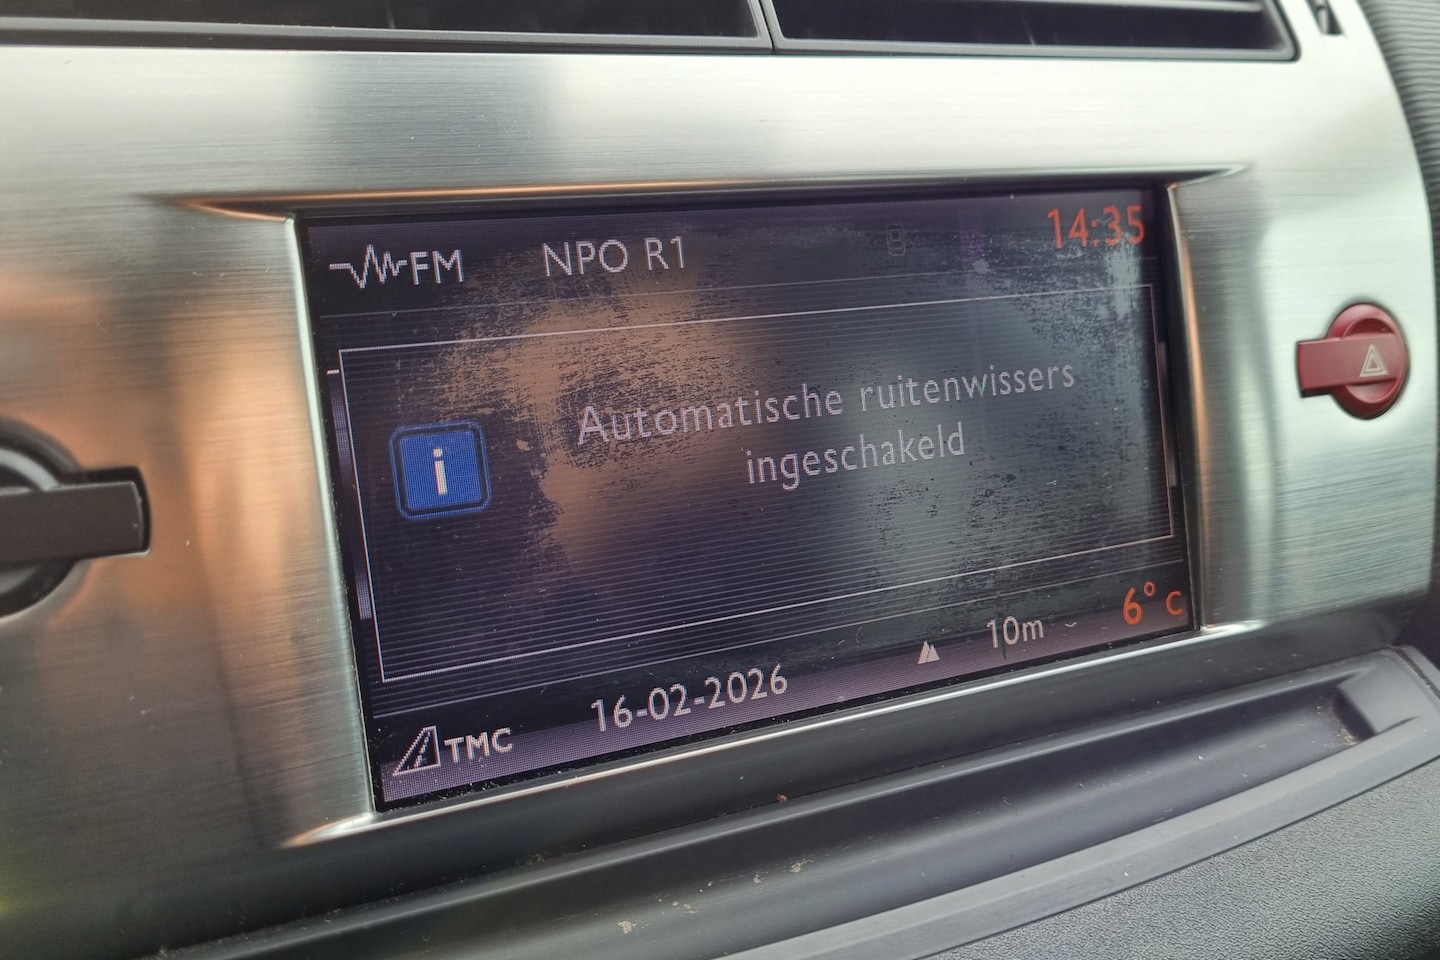 FM NPO R1 14:35
Automatische ruitenwissers
ingeschakeld
i
10m 6° C
16-02-2026
TMC